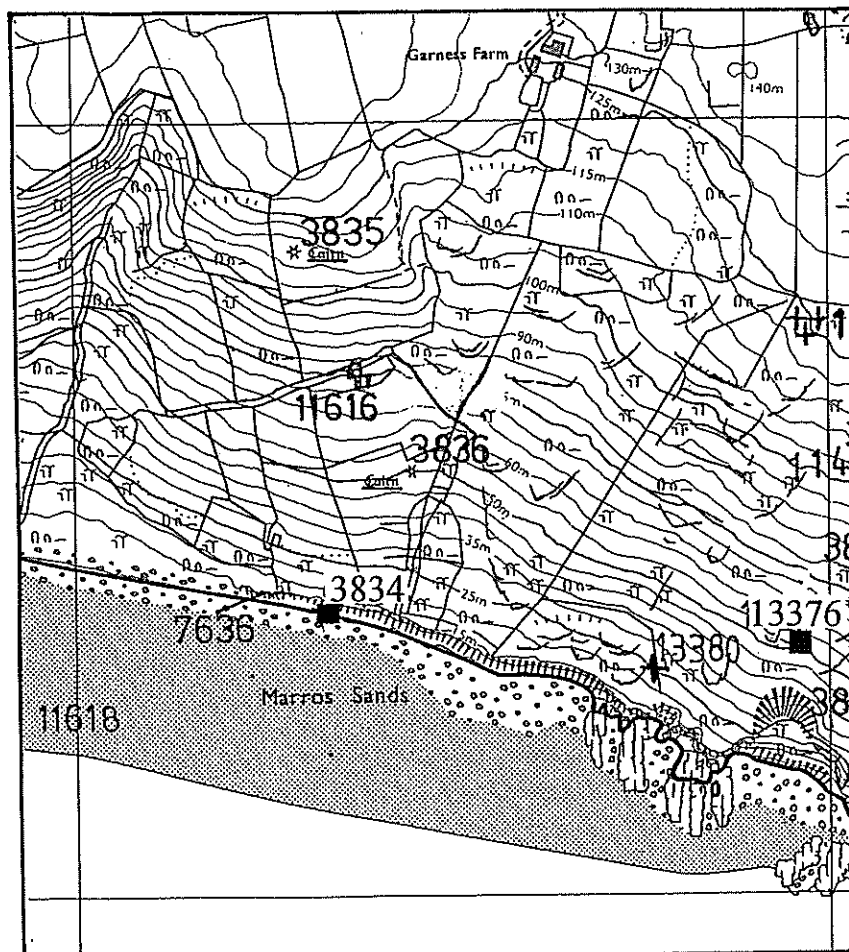 Garness Farm
130m
140m
125m
115m
110m
3835
Cairn
100m
11616
90m
3836
60m
Cairn
50m
35m
3834
25m
113376
7636
13380
Marros Sands
11618